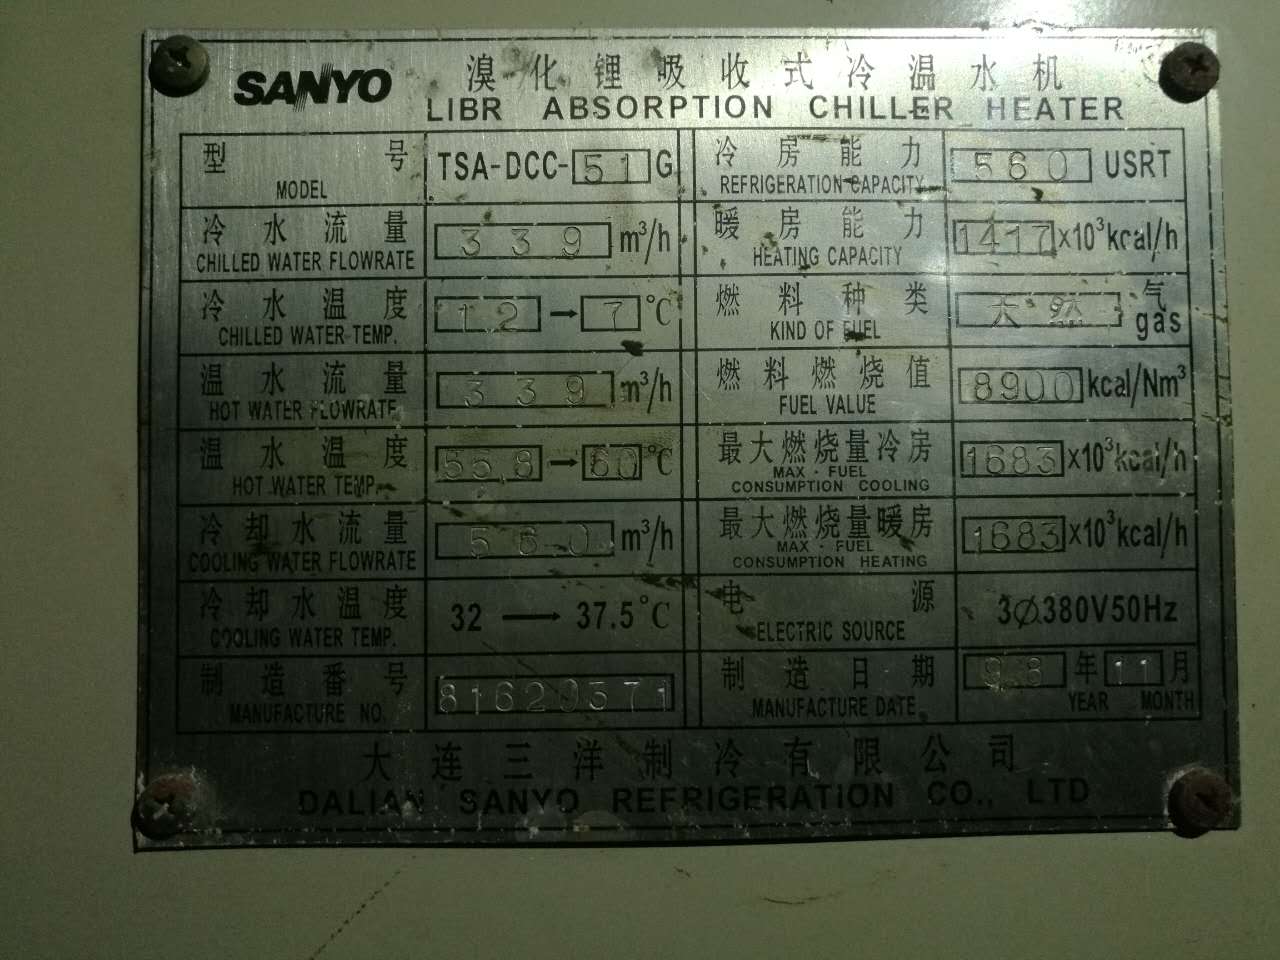 SANYO 溴化锂吸收式冷温水机
LIBR ABSORPTION CHILLER HEATER
型号 MODEL TSA-DCC-51G
冷房能力 REFRIGERATION CAPACITY 560 USRT
冷水流量 CHILLED WATER FLOWRATE 339 m³/h
暖房能力 HEATING CAPACITY 1417 x10³kcal/h
冷水温度 CHILLED WATER TEMP. 12 → 7 °C
燃料种类 KIND OF FUEL 天然气 gas
温水流量 HOT WATER FLOWRATE 339 m³/h
燃料燃烧值 FUEL VALUE 8900 kcal/Nm³
温水温度 HOT WATER TEMP. 55.8 → 60 °C
最大燃烧量冷房 MAX·FUEL CONSUMPTION COOLING 1683 x10³kcal/h
冷却水流量 COOLING WATER FLOWRATE 560 m³/h
最大燃烧量暖房 MAX·FUEL CONSUMPTION HEATING 1683 x10³kcal/h
冷却水温度 COOLING WATER TEMP. 32 → 37.5°C
电源 ELECTRIC SOURCE 3∅380V50Hz
制造番号 MANUFACTURE NO. 81620371
制造日期 MANUFACTURE DATE 98 年 YEAR 11 月 MONTH
大连三洋制冷有限公司
DALIAN SANYO REFRIGERATION CO., LTD